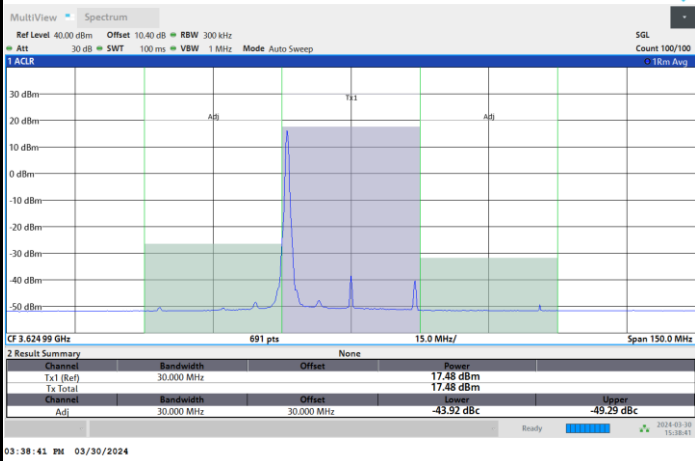 MultiView Spectrum
Ref Level 40.00 dBm Offset 10.40 dB RBW 300 kHz SGL
Att 30 dB SWT 100 ms VBW 1 MHz Mode Auto Sweep Count 100/100
1 ACLR 1Rm Avg
Tx1
Adj Adj
30 dBm
20 dBm
10 dBm
0 dBm
-10 dBm
-20 dBm
-30 dBm
-40 dBm
-50 dBm
CF 3.624 99 GHz 691 pts 15.0 MHz/ Span 150.0 MHz
2 Result Summary None
Channel Bandwidth Offset Power
Tx1 (Ref) 30.000 MHz 17.48 dBm
Tx Total 17.48 dBm
Channel Bandwidth Offset Lower Upper
Adj 30.000 MHz 30.000 MHz -43.92 dBc -49.29 dBc
Ready 2024-03-30
15:38:41
03:38:41 PM 03/30/2024